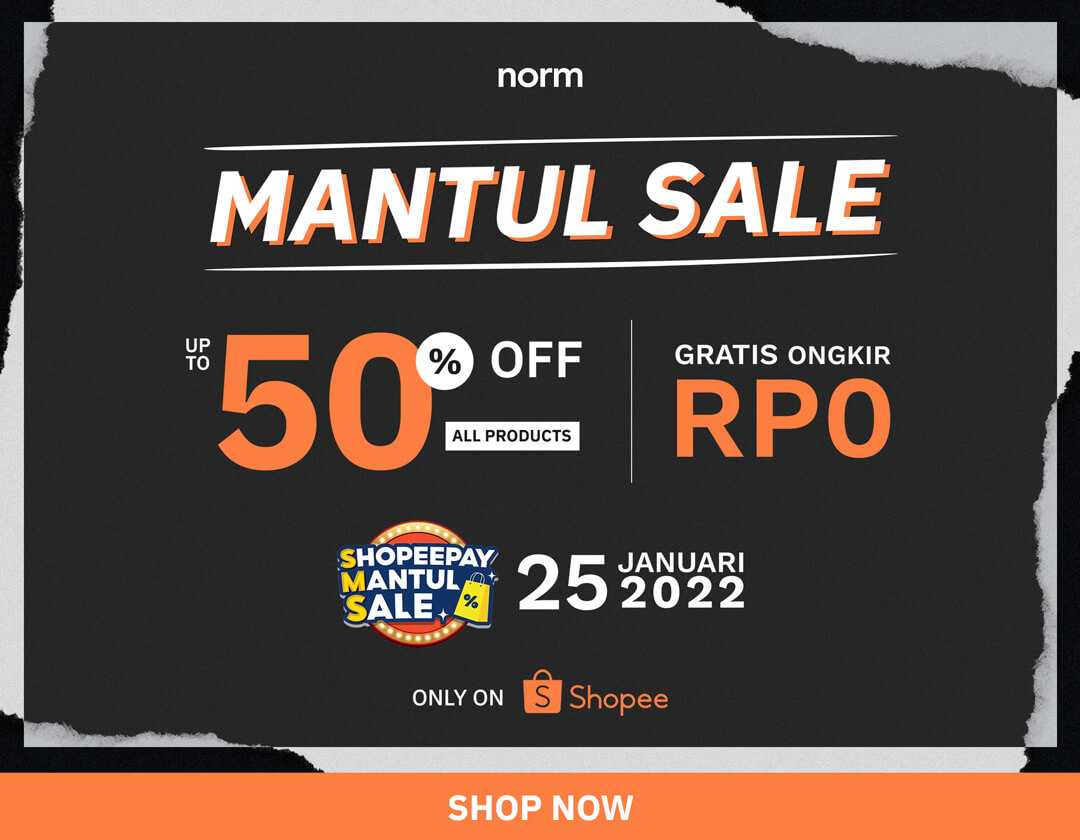 norm
MANTUL SALE
UP
TO
50% OFF
ALL PRODUCTS
GRATIS ONGKIR
RP0
SHOPEEPAY
MANTUL
SALE
%
25 JANUARI
2022
ONLY ON S Shopee
SHOP NOW